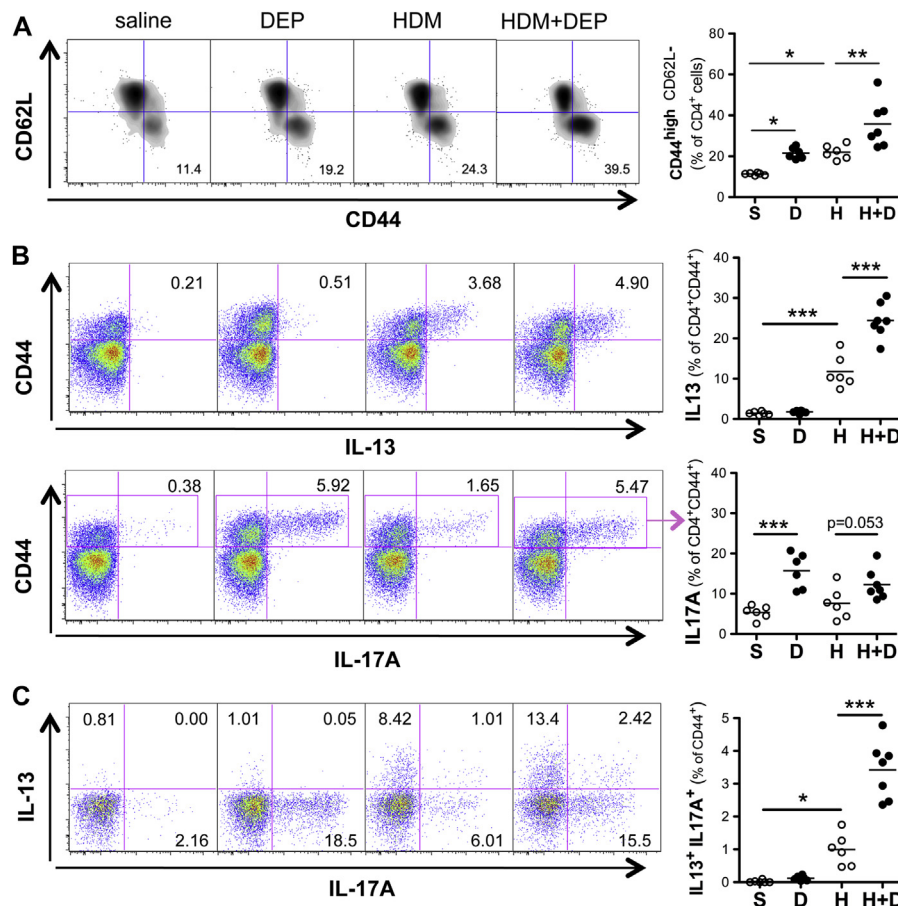 A
saline DEP HDM HDM+DEP
CD62L
11.4 19.2 24.3 39.5
CD44
CD44high CD62L-
(% of CD4+ cells)
80
60
40
20
0
* **
*
S D H H+D
B
CD44
0.21 0.51 3.68 4.90
IL-13
IL13 (% of CD4+CD44+)
40
30
20
10
0
*** ***
S D H H+D
CD44
0.38 5.92 1.65 5.47
IL-17A
IL17A (% of CD4+CD44+)
40
30
20
10
0
*** p=0.053
S D H H+D
C
IL-13
0.81 0.00 1.01 0.05 8.42 1.01 13.4 2.42
2.16 18.5 6.01 15.5
IL-17A
IL13+ IL17A+ (% of CD44+)
5
4
3
2
1
0
***
*
S D H H+D